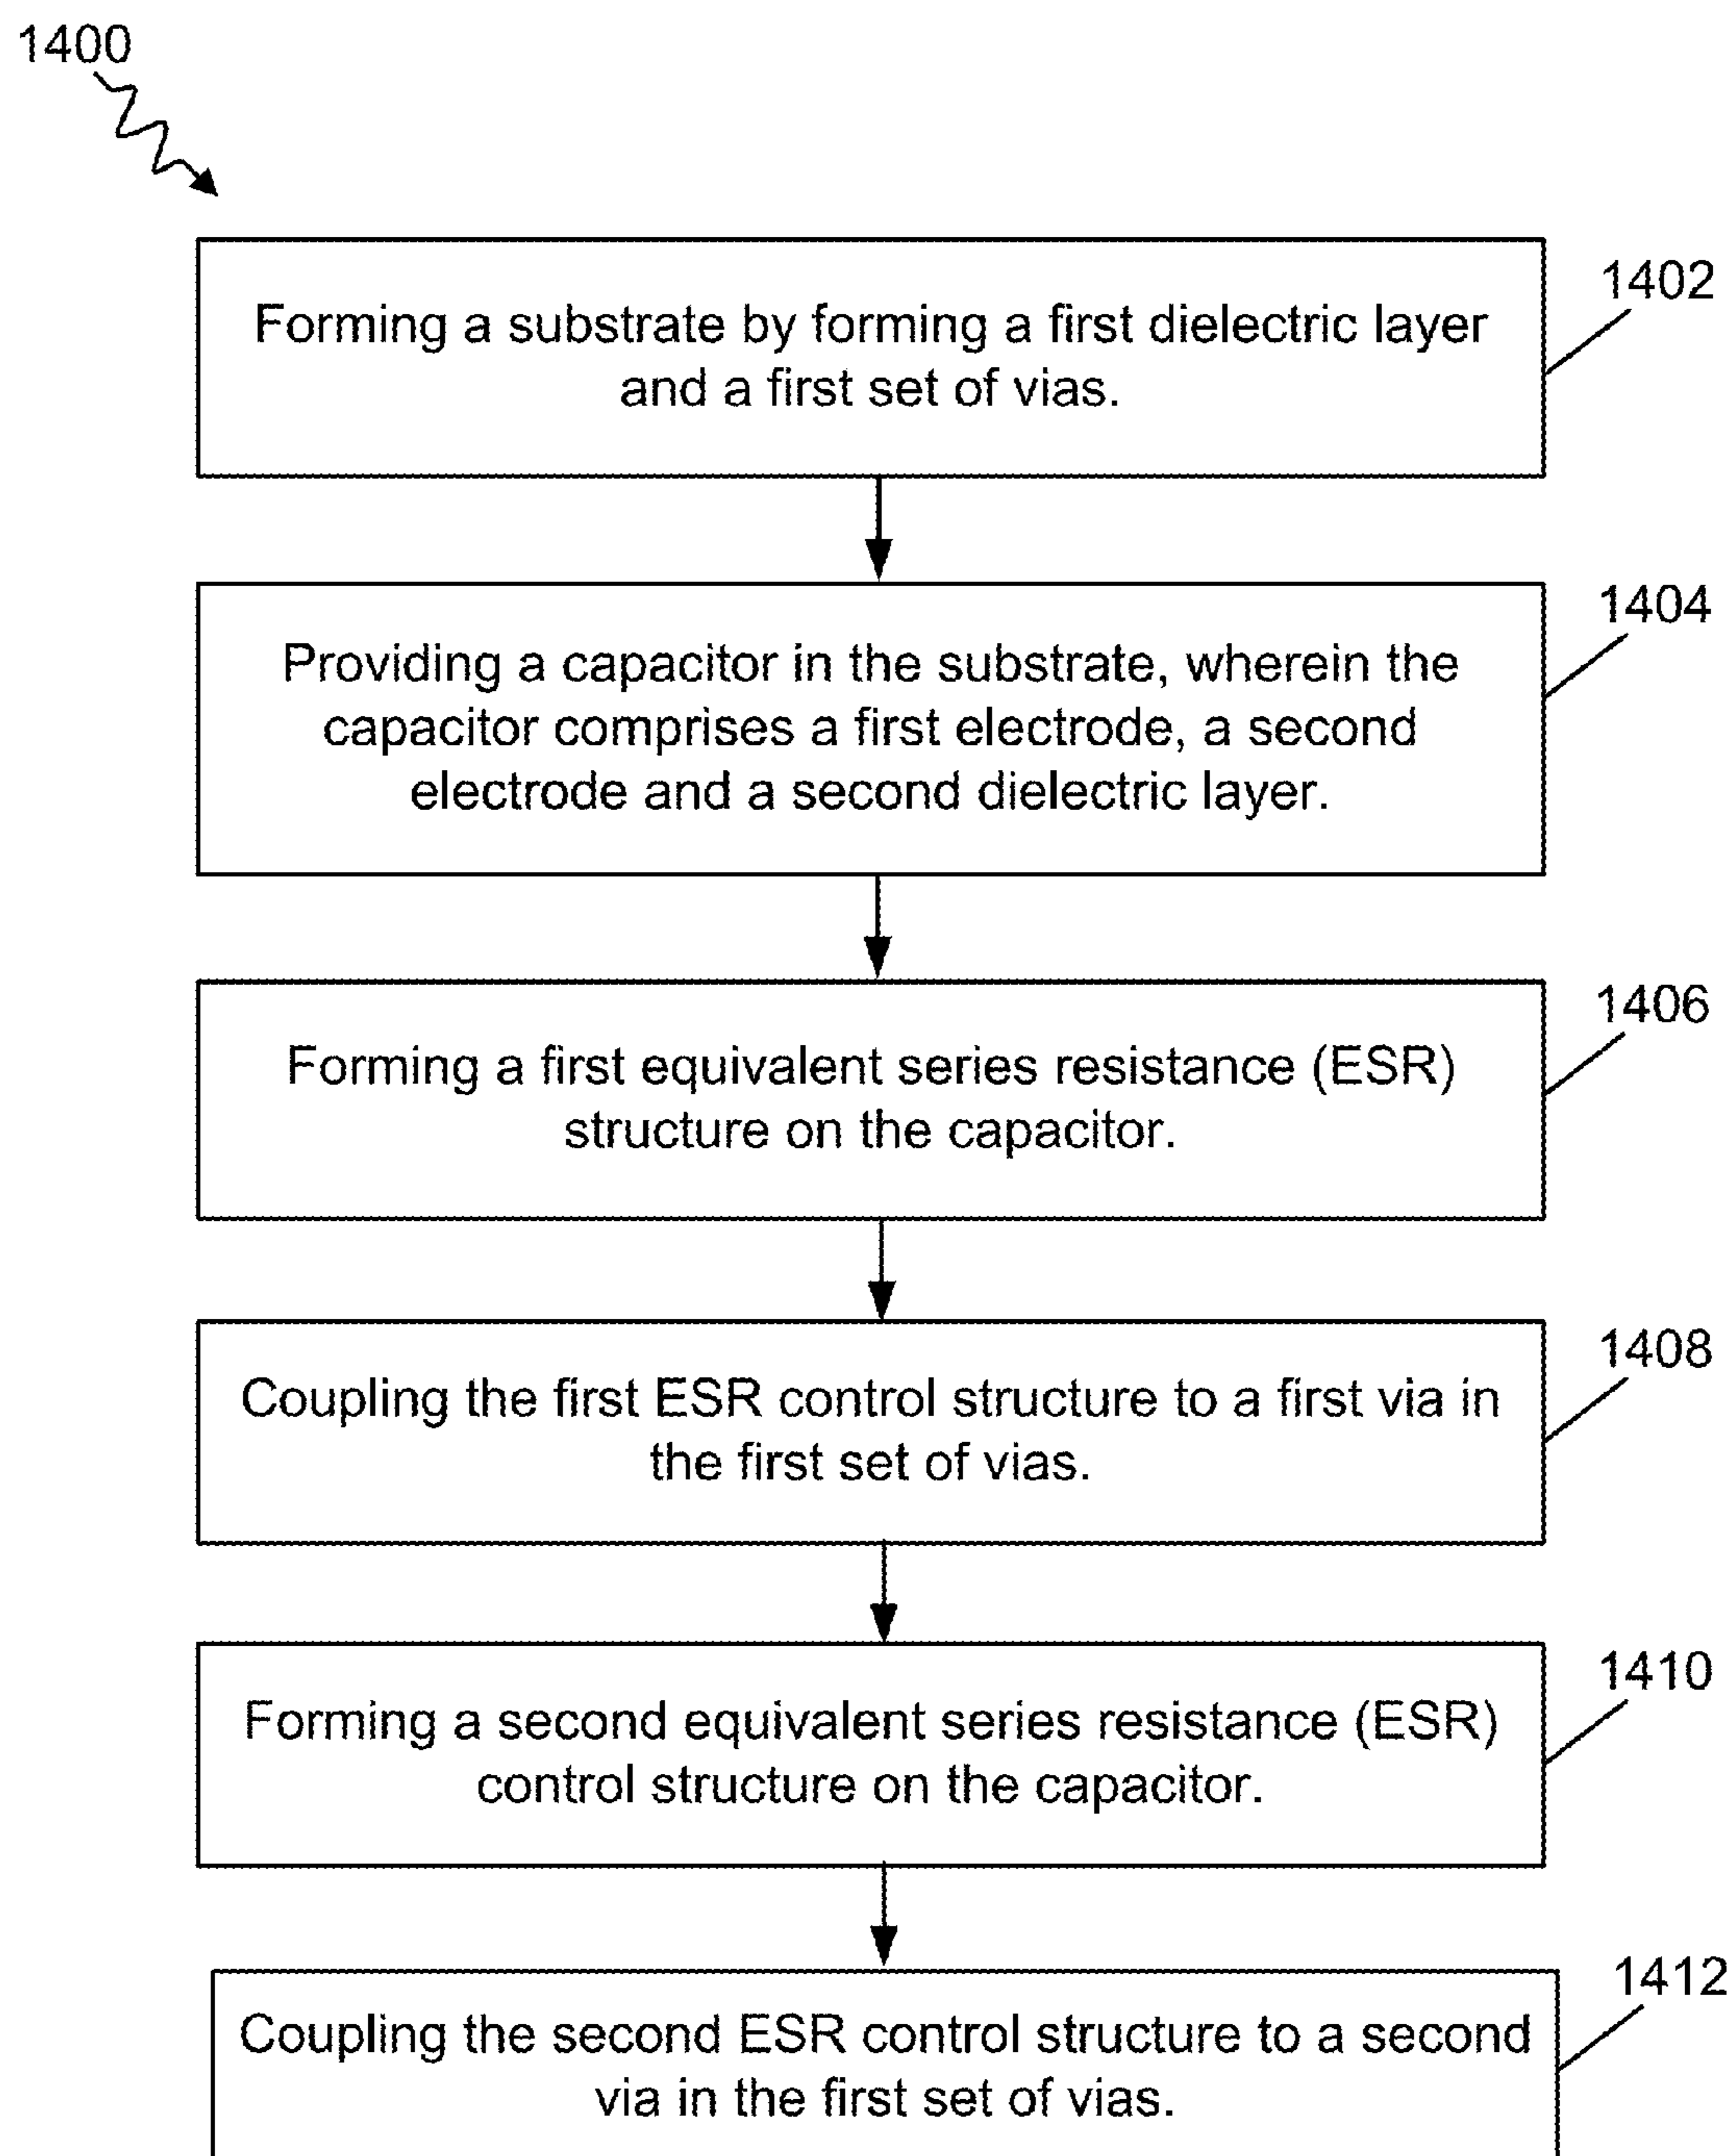 1400
1402
Forming a substrate by forming a first dielectric layer
and a first set of vias.
1404
Providing a capacitor in the substrate, wherein the
capacitor comprises a first electrode, a second
electrode and a second dielectric layer.
1406
Forming a first equivalent series resistance (ESR)
structure on the capacitor.
1408
Coupling the first ESR control structure to a first via in
the first set of vias.
1410
Forming a second equivalent series resistance (ESR)
control structure on the capacitor.
1412
Coupling the second ESR control structure to a second
via in the first set of vias.